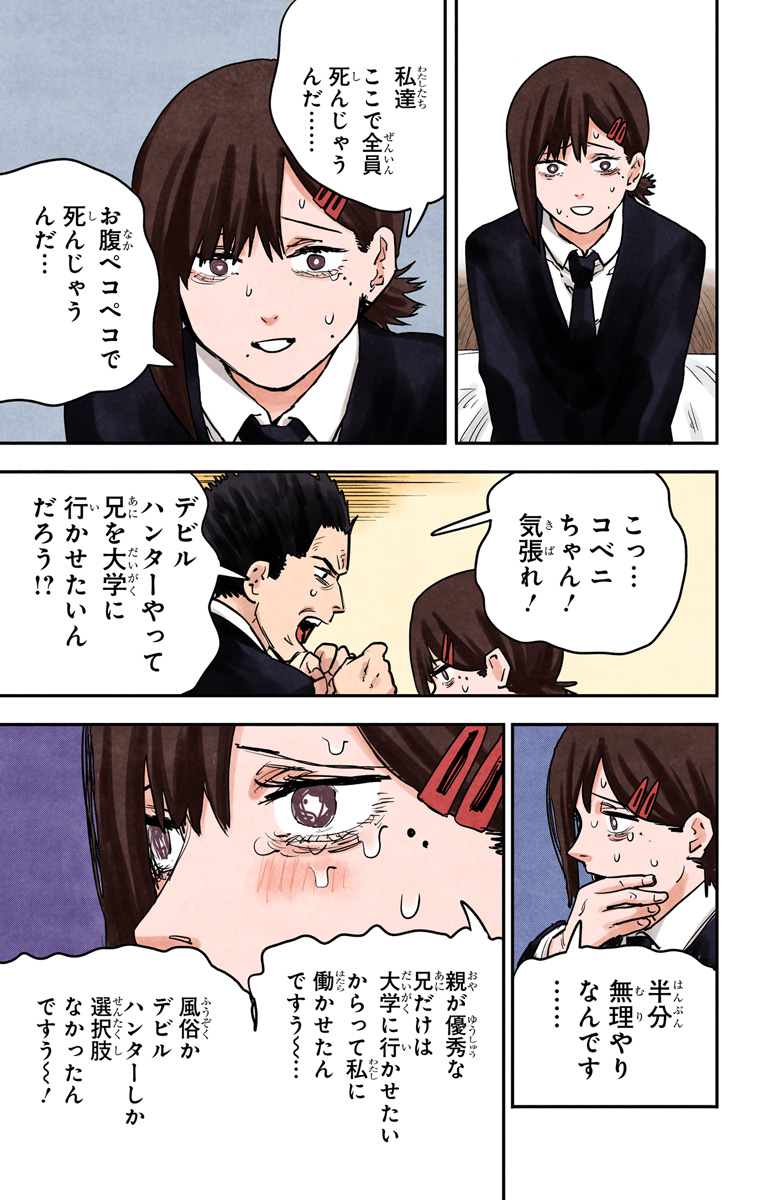 私達
ここで全員
死んじゃう
んだ……
お腹ペコペコで
死んじゃう
んだ…
こっ…
コベニ
ちゃん！
気張れ！
デビル
ハンターやって
兄を大学に
行かせたいん
だろう！？
半分
無理やり
なんです
……
親が優秀な
兄だけは
大学に行かせたい
からって私に
働かせたん
ですぅ〜…
風俗か
デビル
ハンターしか
選択肢
なかったん
ですぅ〜！